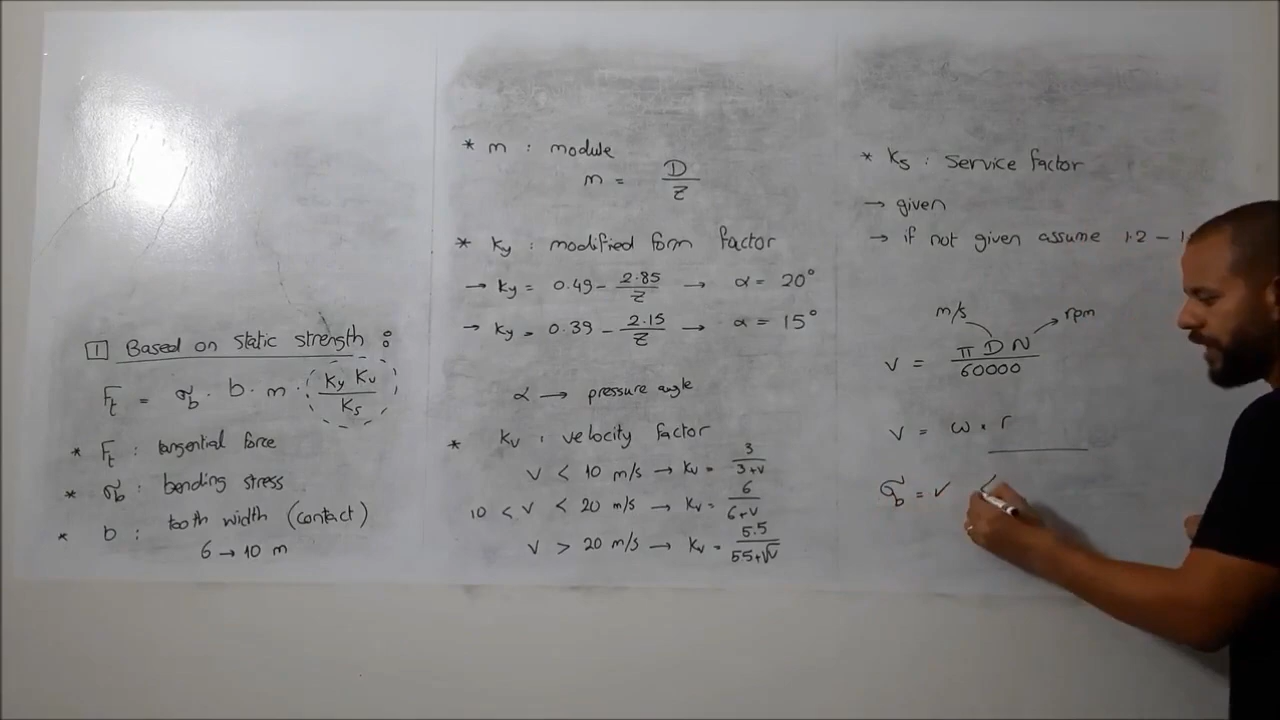 1 Based on static strength :
Ft = σb · b · m · Ky Kv / Ks
* Ft : tangential force
* σb : bending stress
* b : tooth width (contact)
6 → 10 m
* m : module
m = D / Z
* Ky : modified form factor
→ Ky = 0.49 - 2.85 / Z → α = 20°
→ Ky = 0.39 - 2.15 / Z → α = 15°
α → pressure angle
* Kv : velocity factor
V < 10 m/s → Kv = 3 / 3+V
10 < V < 20 m/s → Kv = 6 / 6+V
V > 20 m/s → Kv = 5.5 / 5.5+√V
* Ks : Service factor
→ given
→ if not given assume 1.2 -
m/s rpm
V = π D N / 60000
V = ω * r
σb = ✓ <